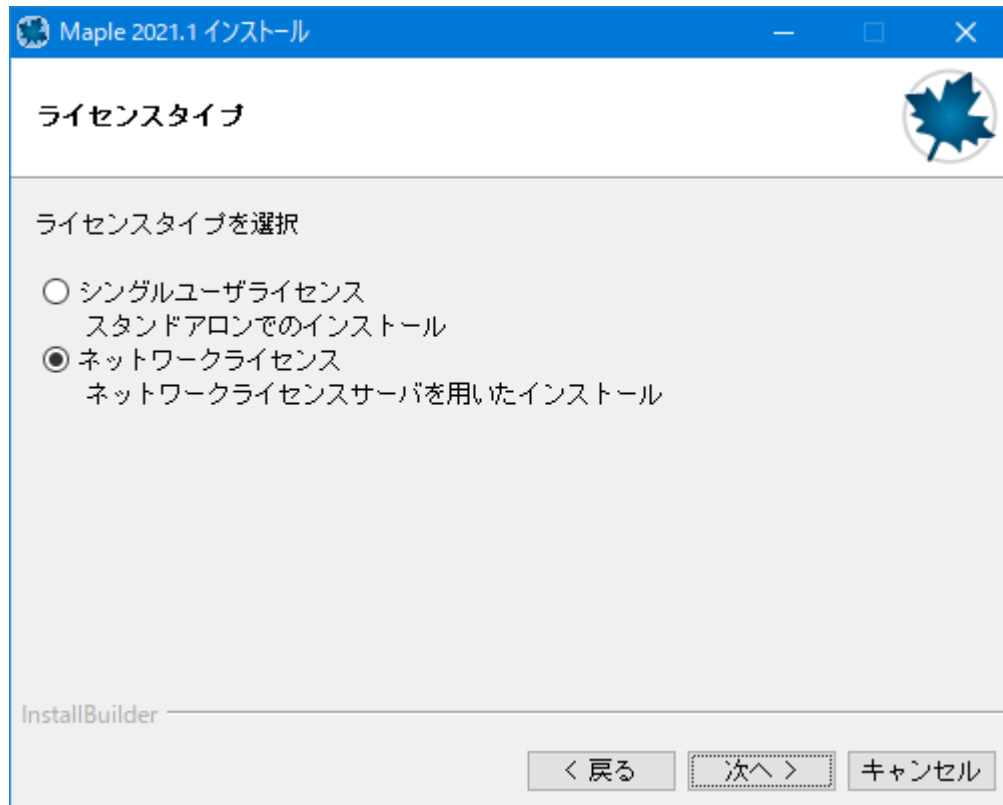 Maple 2021.1 インストール
ライセンスタイプ
ライセンスタイプを選択
シングルユーザライセンス
スタンドアロンでのインストール
ネットワークライセンス
ネットワークライセンスサーバを用いたインストール
InstallBuilder
< 戻る 次へ > キャンセル